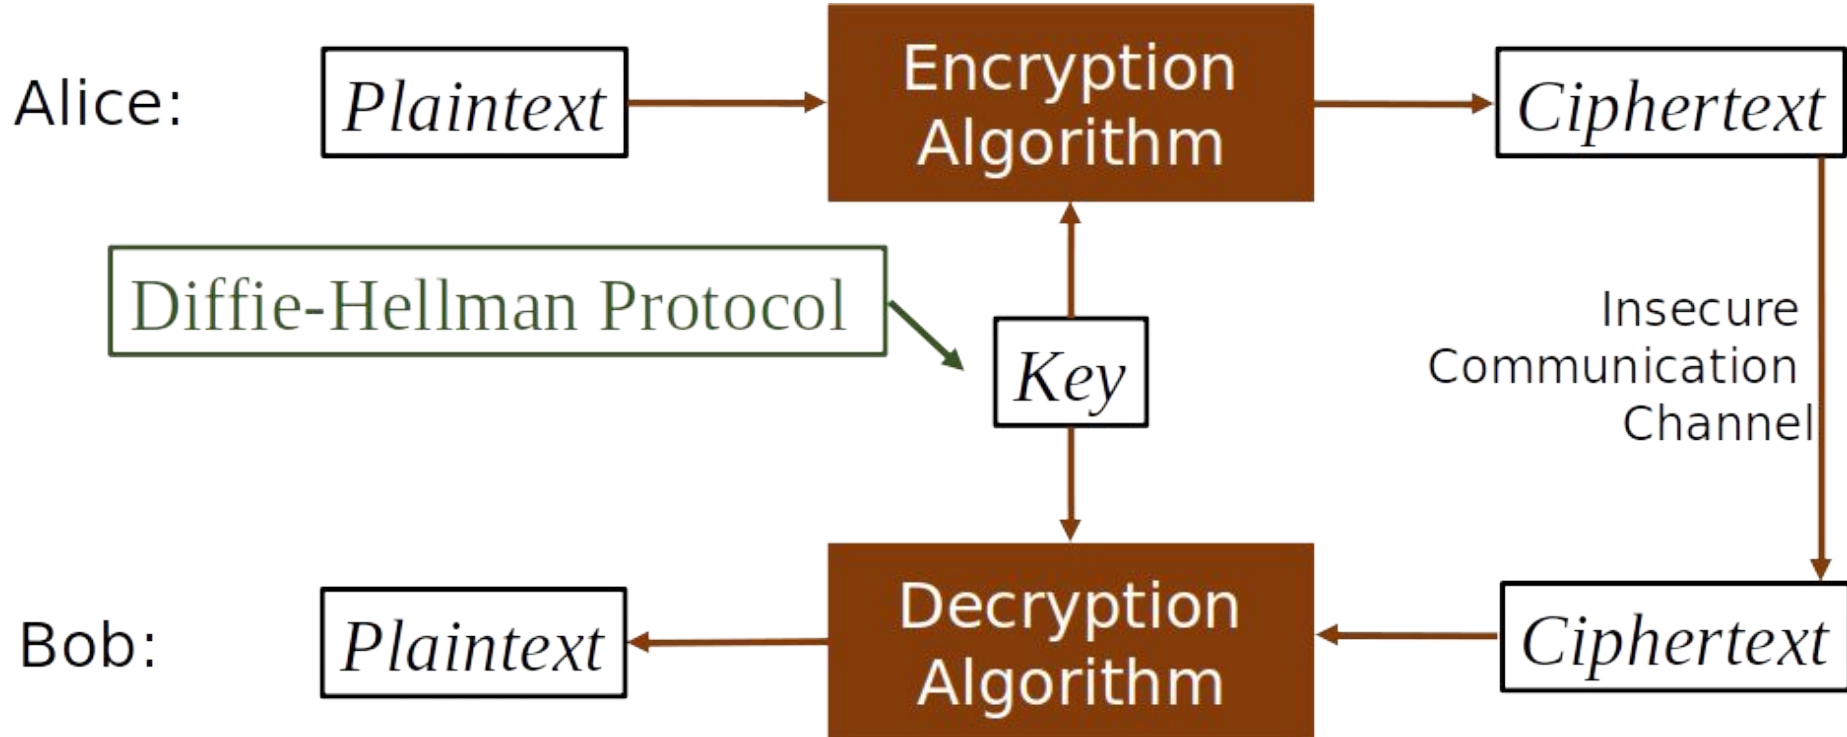 Alice:
Plaintext
Encryption
Algorithm
Ciphertext
Diffie-Hellman Protocol
Key
Insecure
Communication
Channel
Bob:
Plaintext
Decryption
Algorithm
Ciphertext